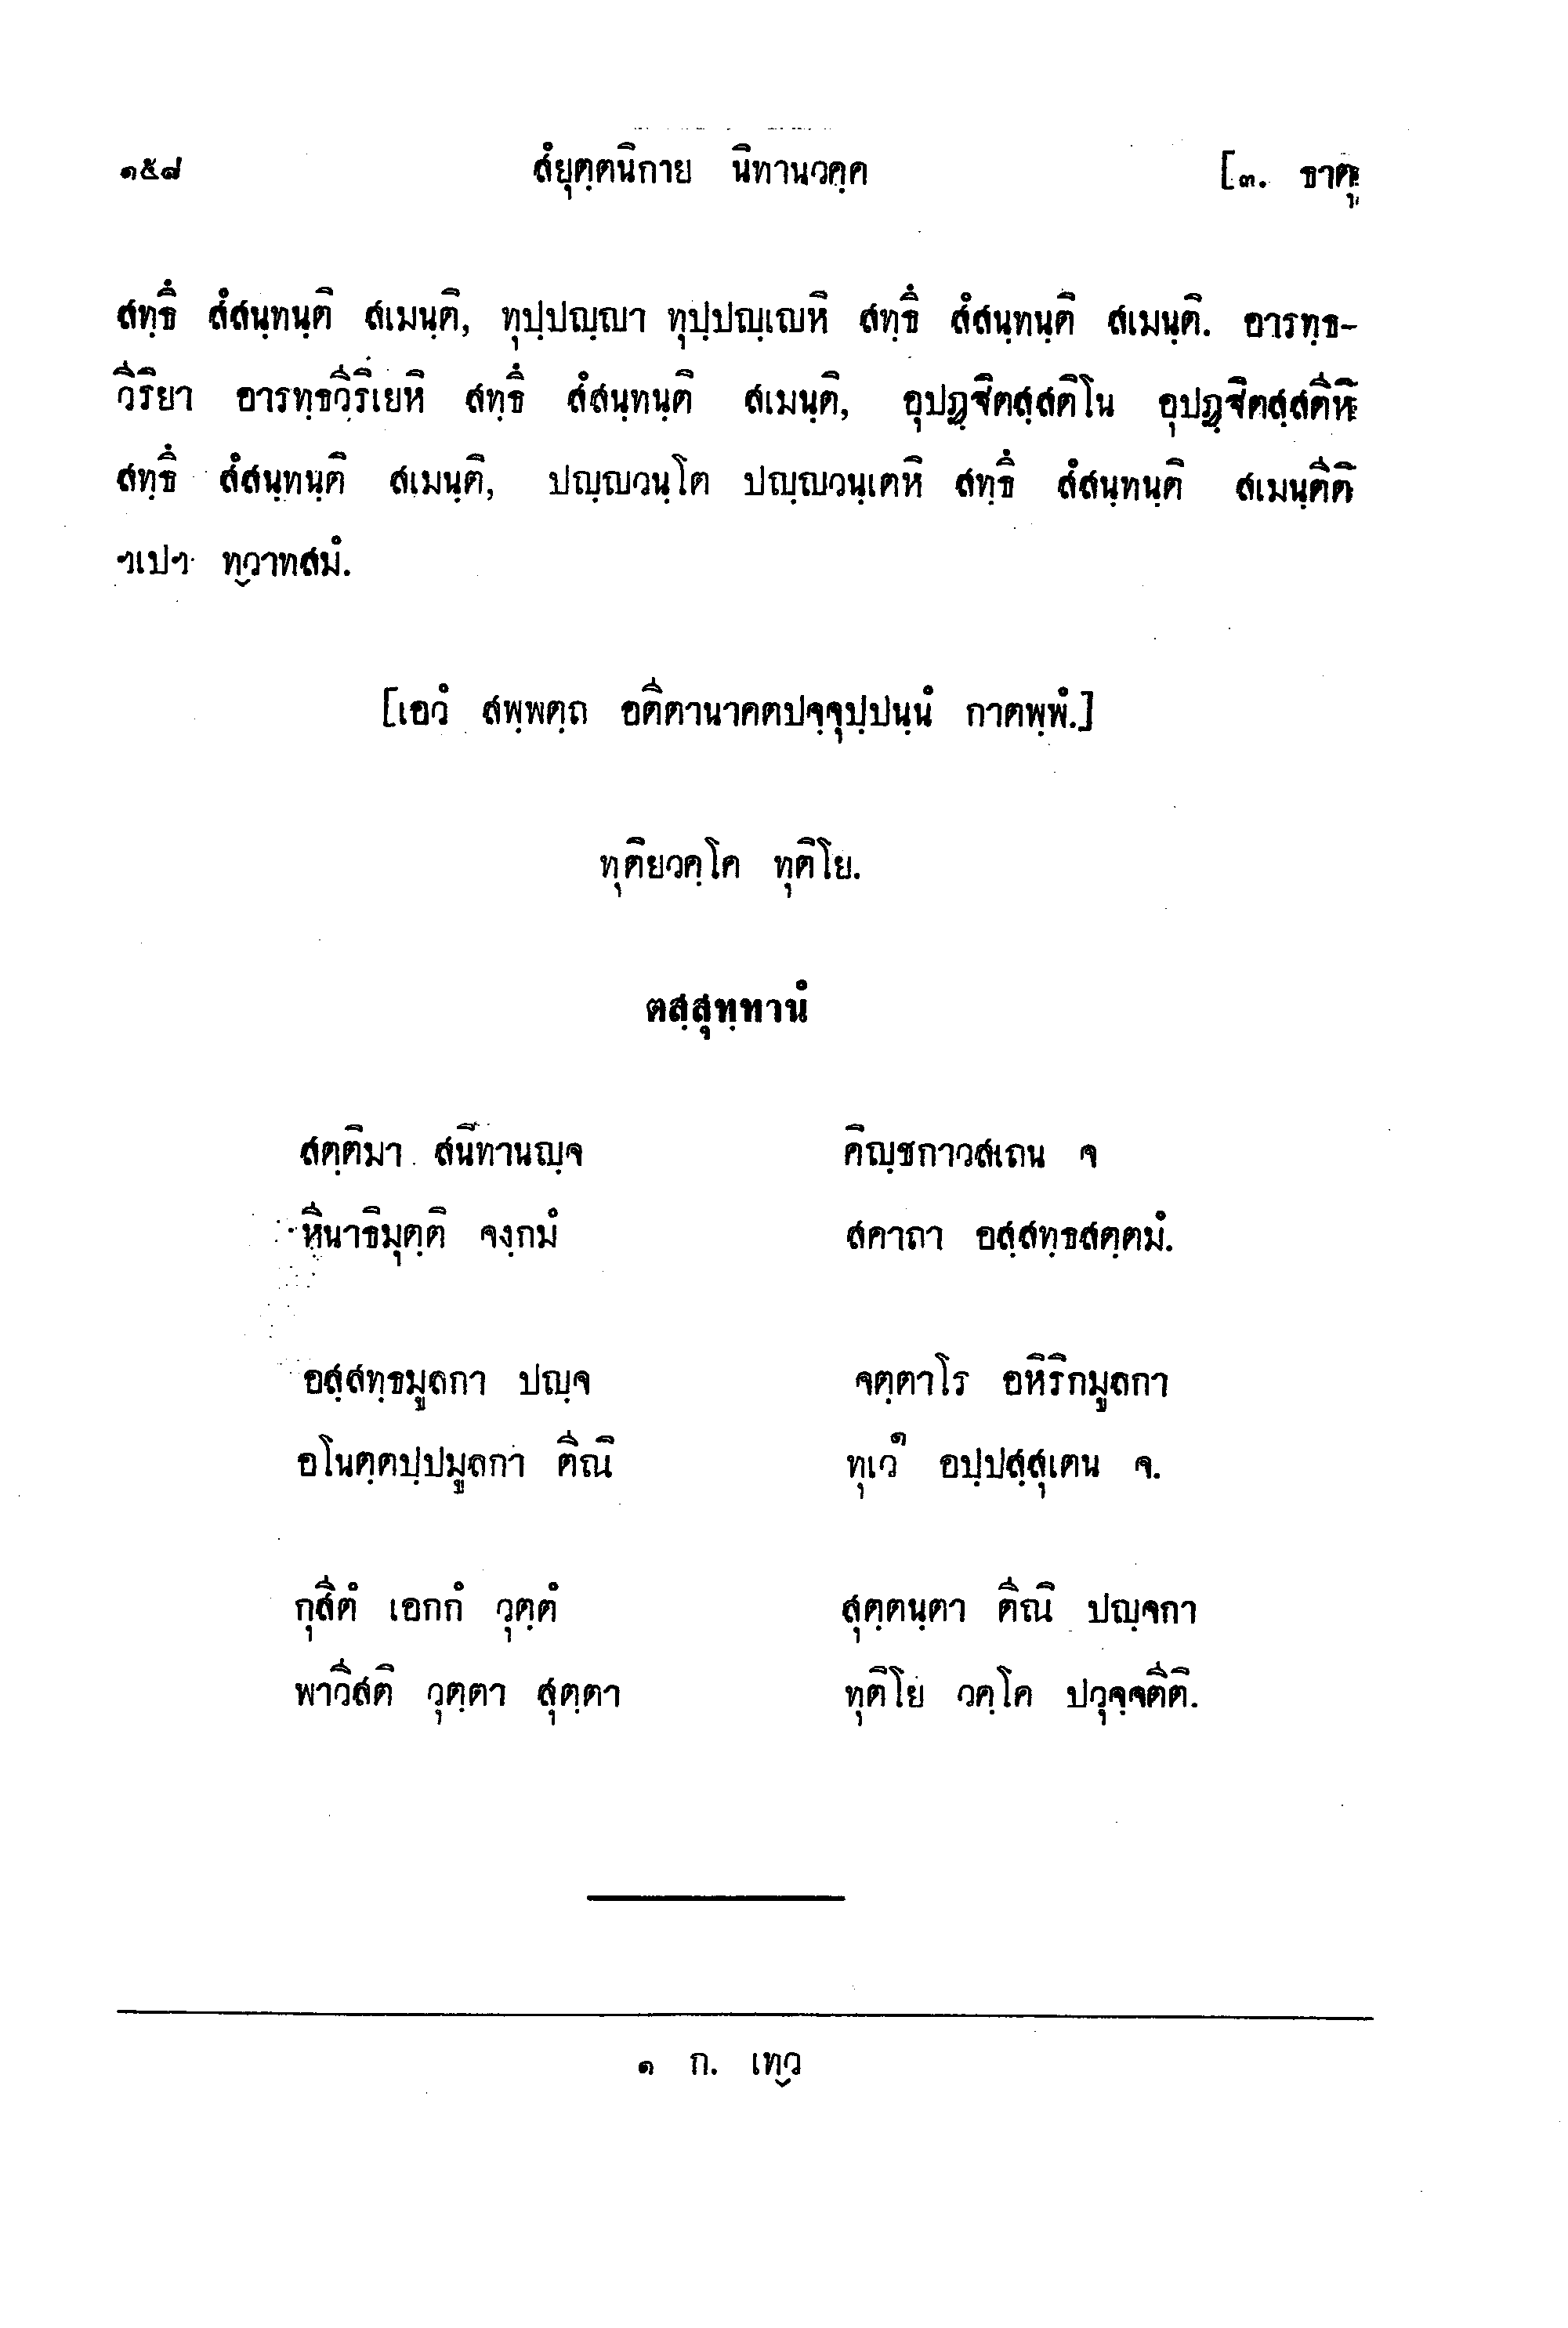 ๑๕๘ สํยุตฺตนิกาย นิทานวคฺค [๓. ธาตุ
สทฺธึ สํสนฺทนฺติ สเมนฺติ, ทุปฺปญฺญา ทุปฺปญฺเญหิ สทฺธึ สํสนฺทนฺติ สเมนฺติ. อารทฺธ-
วีริยา อารทฺธวีริเยหิ สทฺธึ สํสนฺทนฺติ สเมนฺติ, อุปฏฺฐิตสฺสติโน อุปฏฺฐิตสฺสตีหิ
สทฺธึ สํสนฺทนฺติ สเมนฺติ, ปญฺญวนฺโต ปญฺญวนฺเตหิ สทฺธึ สํสนฺทนฺติ สเมนฺตีติ
ฯเปฯ ทฺวาทสมํ.
[เอวํ สพฺพตฺถ อตีตานาคตปจฺจุปฺปนฺนํ กาตพฺพํ.]
ทุติยวคฺโค ทุติโย.
ตสฺสุทฺทานํ
สตฺติมา สนิทานญฺจ คิญฺชกาวสเถน จ
หีนาธิมุตฺติ จงฺกมํ สคาถา อสฺสทฺธสตฺตมํ.
อสฺสทฺธมูลกา ปญฺจ จตฺตาโร อหิริกมูลกา
อโนตฺตปฺปมูลกา ตีณิ ทุเว๑ อปฺปสฺสุเตน จ.
กุสีตํ เอกกํ วุตฺตํ สุตฺตนฺตา ตีณิ ปญฺจกา
พาวีสติ วุตฺตา สุตฺตา ทุติโย วคฺโค ปวุจฺจตีติ.
๑ ก. เทฺว